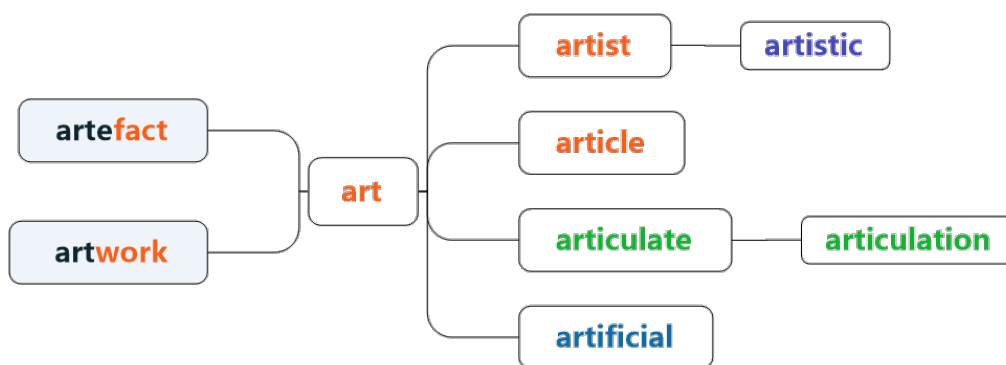 artist
artistic
artefact
article
art
artwork
articulate
articulation
artificial